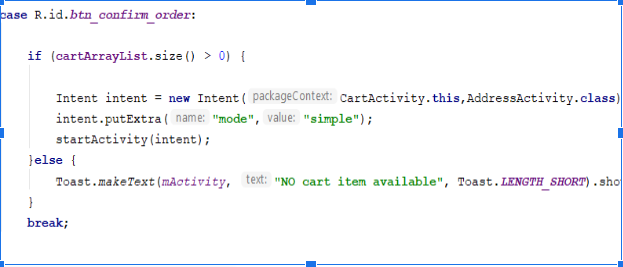 case R.id.btn_confirm_order:
if (cartArrayList.size() > 0) {
Intent intent = new Intent( packageContext: CartActivity.this,AddressActivity.class)
intent.putExtra( name: "mode", value: "simple");
startActivity(intent);
}else {
Toast.makeText(mActivity, text: "NO cart item available", Toast.LENGTH_SHORT).sho
}
break;